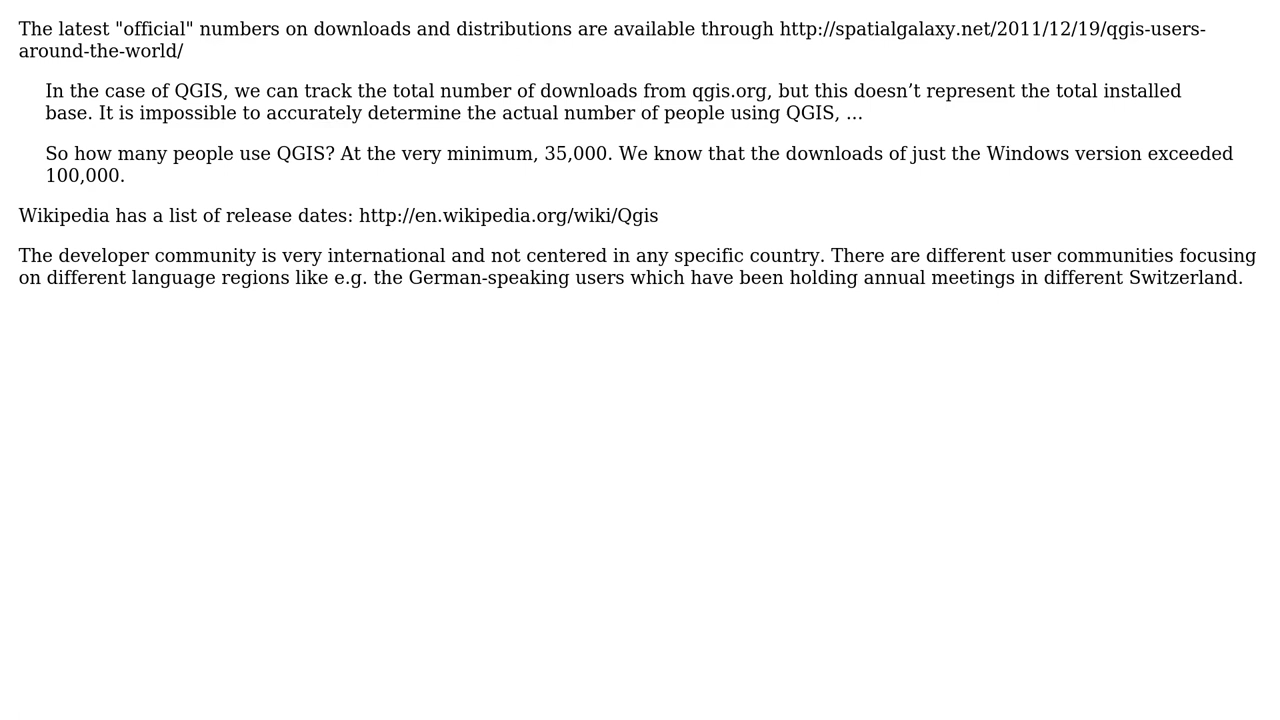 The latest "official" numbers on downloads and distributions are available through http://spatialgalaxy.net/2011/12/19/qgis-users-
around-the-world/
In the case of QGIS, we can track the total number of downloads from qgis.org, but this doesn’t represent the total installed
base. It is impossible to accurately determine the actual number of people using QGIS, ...
So how many people use QGIS? At the very minimum, 35,000. We know that the downloads of just the Windows version exceeded
100,000.
Wikipedia has a list of release dates: http://en.wikipedia.org/wiki/Qgis
The developer community is very international and not centered in any specific country. There are different user communities focusing
on different language regions like e.g. the German-speaking users which have been holding annual meetings in different Switzerland.